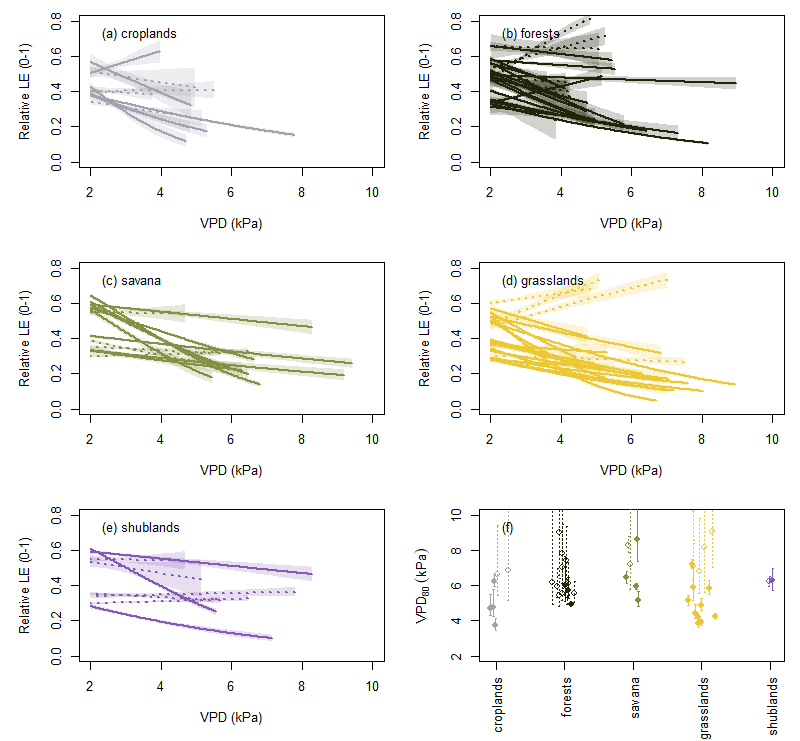 (a) croplands
Relative LE (0-1)
0.0 0.2 0.4 0.6 0.8
2 4 6 8 10
VPD (kPa)
(b) forests
Relative LE (0-1)
0.0 0.2 0.4 0.6 0.8
2 4 6 8 10
VPD (kPa)
(c) savana
Relative LE (0-1)
0.0 0.2 0.4 0.6 0.8
2 4 6 8 10
VPD (kPa)
(d) grasslands
Relative LE (0-1)
0.0 0.2 0.4 0.6 0.8
2 4 6 8 10
VPD (kPa)
(e) shublands
Relative LE (0-1)
0.0 0.2 0.4 0.6 0.8
2 4 6 8 10
VPD (kPa)
(f)
VPD80 (kPa)
2 4 6 8 10
croplands
forests
savana
grasslands
shublands